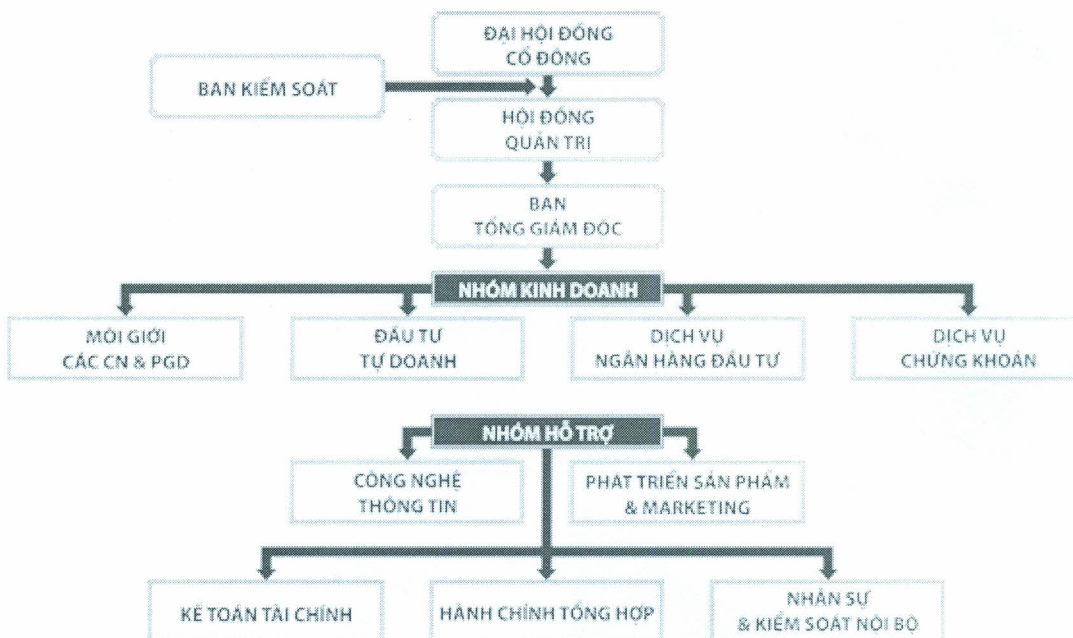 ĐẠI HỘI ĐỒNG
CỔ ĐÔNG
BAN KIỂM SOÁT
HỘI ĐỒNG
QUẢN TRỊ
BAN
TỔNG GIÁM ĐỐC
NHÓM KINH DOANH
MÔI GIỚI
CÁC CN & PGD
ĐẦU TƯ
TỰ DOANH
DỊCH VỤ
NGÂN HÀNG ĐẦU TƯ
DỊCH VỤ
CHỨNG KHOÁN
NHÓM HỖ TRỢ
CÔNG NGHỆ
THÔNG TIN
PHÁT TRIỂN SẢN PHẨM
& MARKETING
KẾ TOÁN TÀI CHÍNH
HÀNH CHÍNH TỔNG HỢP
NHÂN SỰ
& KIỂM SOÁT NỘI BỘ